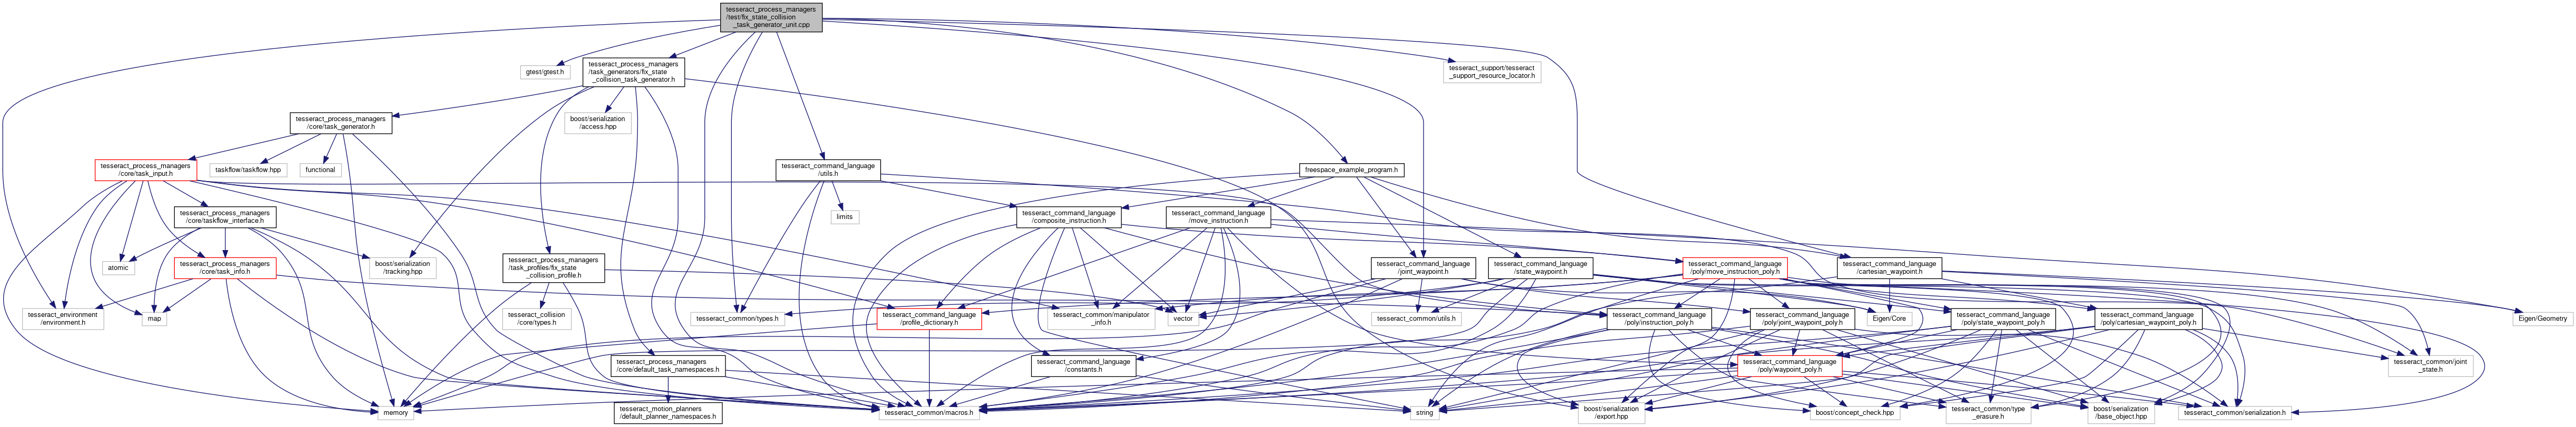 tesseract_process_managers
/test/fix_state_collision
_task_generator_unit.cpp
gtest/gtest.h
tesseract_process_managers
/task_generators/fix_state
_collision_task_generator.h
tesseract_support/tesseract
_support_resource_locator.h
tesseract_process_managers
/core/task_generator.h
boost/serialization
/access.hpp
tesseract_process_managers
/core/task_input.h
taskflow/taskflow.hpp
functional
tesseract_command_language
/utils.h
freespace_example_program.h
tesseract_process_managers
/core/taskflow_interface.h
limits
tesseract_command_language
/composite_instruction.h
tesseract_command_language
/move_instruction.h
atomic
tesseract_process_managers
/core/task_info.h
boost/serialization
/tracking.hpp
tesseract_process_managers
/task_profiles/fix_state
_collision_profile.h
tesseract_command_language
/joint_waypoint.h
tesseract_command_language
/state_waypoint.h
tesseract_command_language
/poly/move_instruction_poly.h
tesseract_command_language
/cartesian_waypoint.h
tesseract_environment
/environment.h
map
tesseract_collision
/core/types.h
tesseract_common/types.h
tesseract_command_language
/profile_dictionary.h
tesseract_common/manipulator
_info.h
vector
tesseract_common/utils.h
tesseract_command_language
/poly/instruction_poly.h
tesseract_command_language
/poly/joint_waypoint_poly.h
Eigen/Core
tesseract_command_language
/poly/state_waypoint_poly.h
tesseract_command_language
/poly/cartesian_waypoint_poly.h
Eigen/Geometry
tesseract_process_managers
/core/default_task_namespaces.h
tesseract_command_language
/constants.h
tesseract_command_language
/poly/waypoint_poly.h
tesseract_common/joint
_state.h
memory
tesseract_motion_planners
/default_planner_namespaces.h
tesseract_common/macros.h
string
boost/serialization
/export.hpp
boost/concept_check.hpp
tesseract_common/type
_erasure.h
boost/serialization
/base_object.hpp
tesseract_common/serialization.h